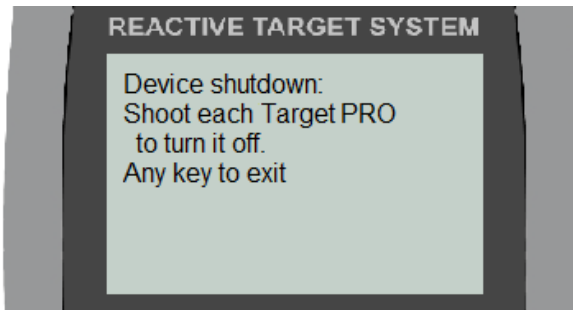 REACTIVE TARGET SYSTEM
Device shutdown:
Shoot each Target PRO
to turn it off.
Any key to exit